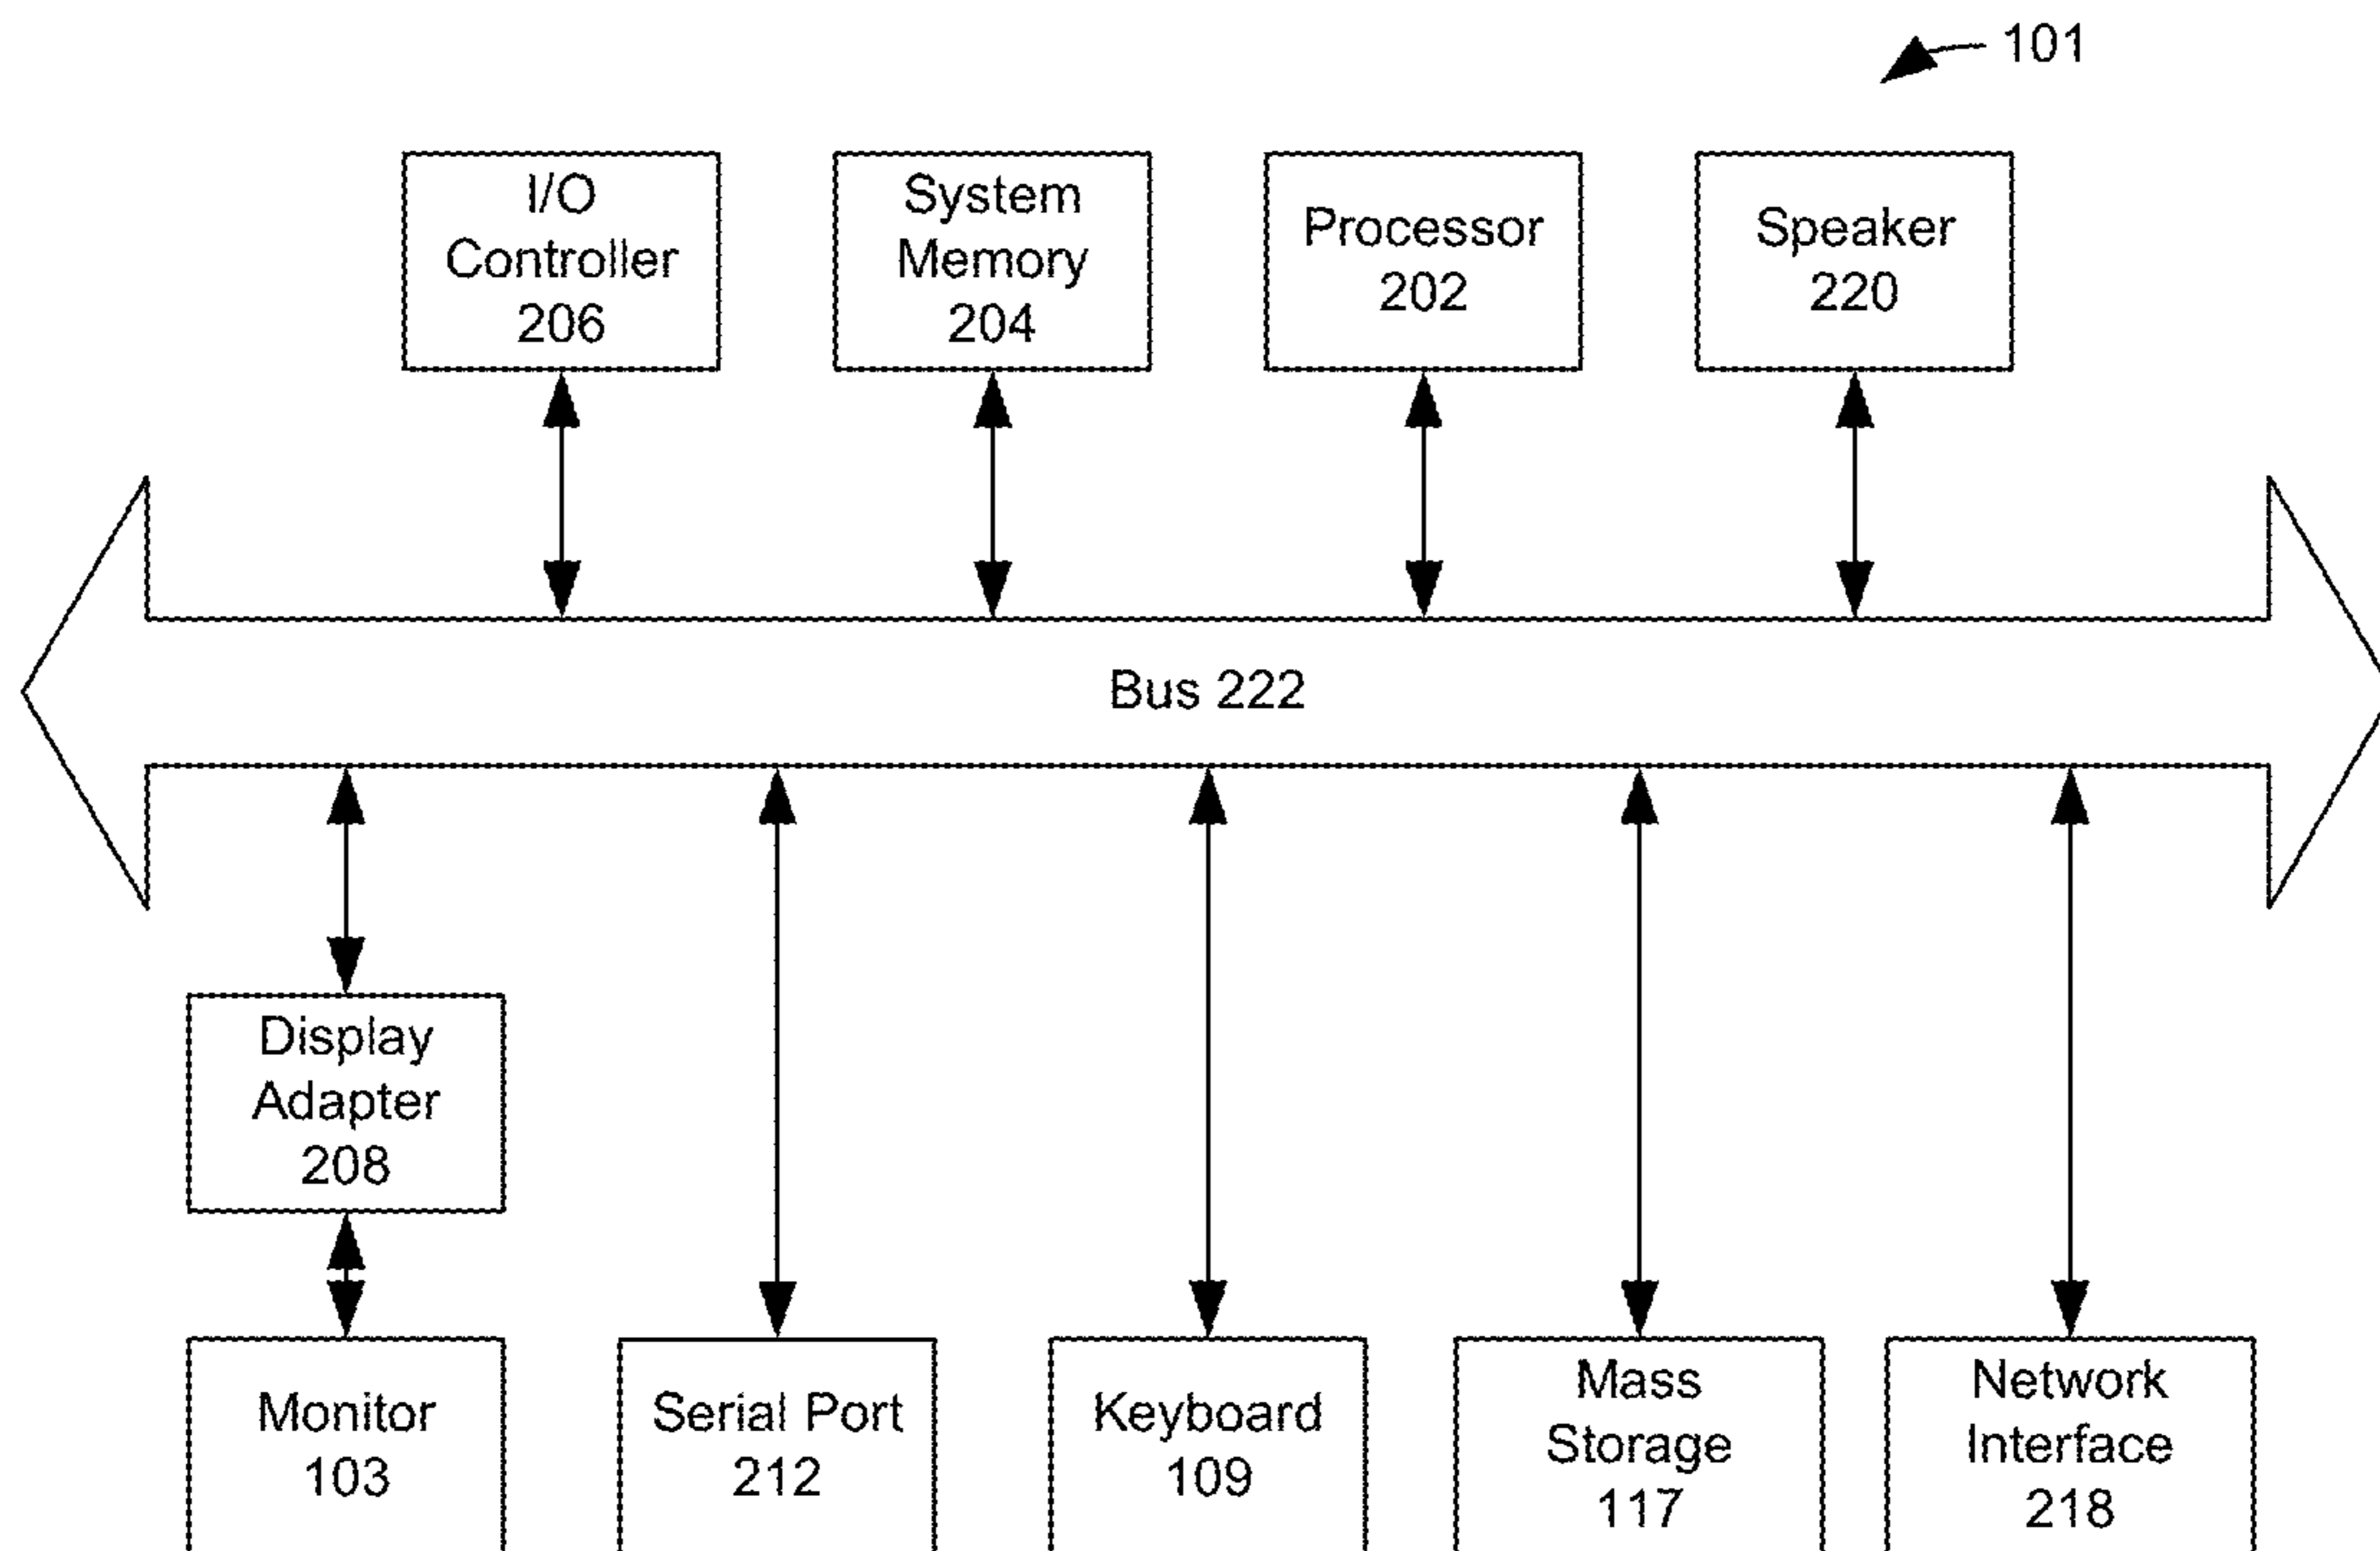 101
I/O
Controller
206
System
Memory
204
Processor
202
Speaker
220
Bus 222
Display
Adapter
208
Monitor
103
Serial Port
212
Keyboard
109
Mass
Storage
117
Network
Interface
218